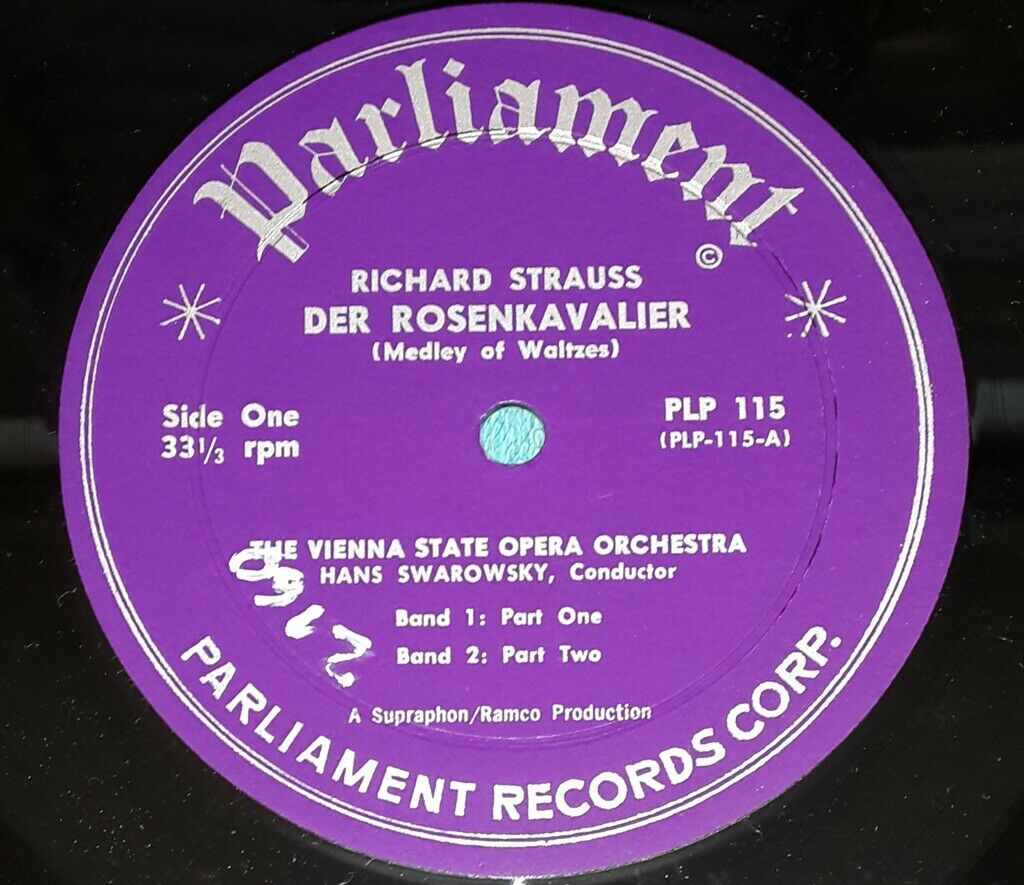 Parliament
©
RICHARD STRAUSS
DER ROSENKAVALIER
(Medley of Waltzes)
Side One
33 1/3 rpm
PLP 115
(PLP-115-A)
THE VIENNA STATE OPERA ORCHESTRA
HANS SWAROWSKY, Conductor
Band 1: Part One
Band 2: Part Two
A Supraphon/Ramco Production
PARLIAMENT RECORDS CORP.